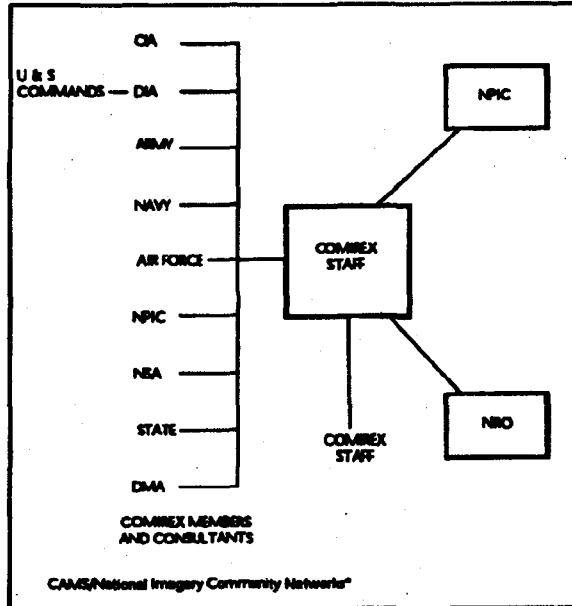 CIA
U & S
COMMANDS — DIA
ARMY
NAVY
AIR FORCE
NPIC
NSA
STATE
DMA
COMIREX MEMBERS
AND CONSULTANTS
COMIREX
STAFF
NPIC
NRO
COMIREX
STAFF
CAMS/National Imagery Community Networks"